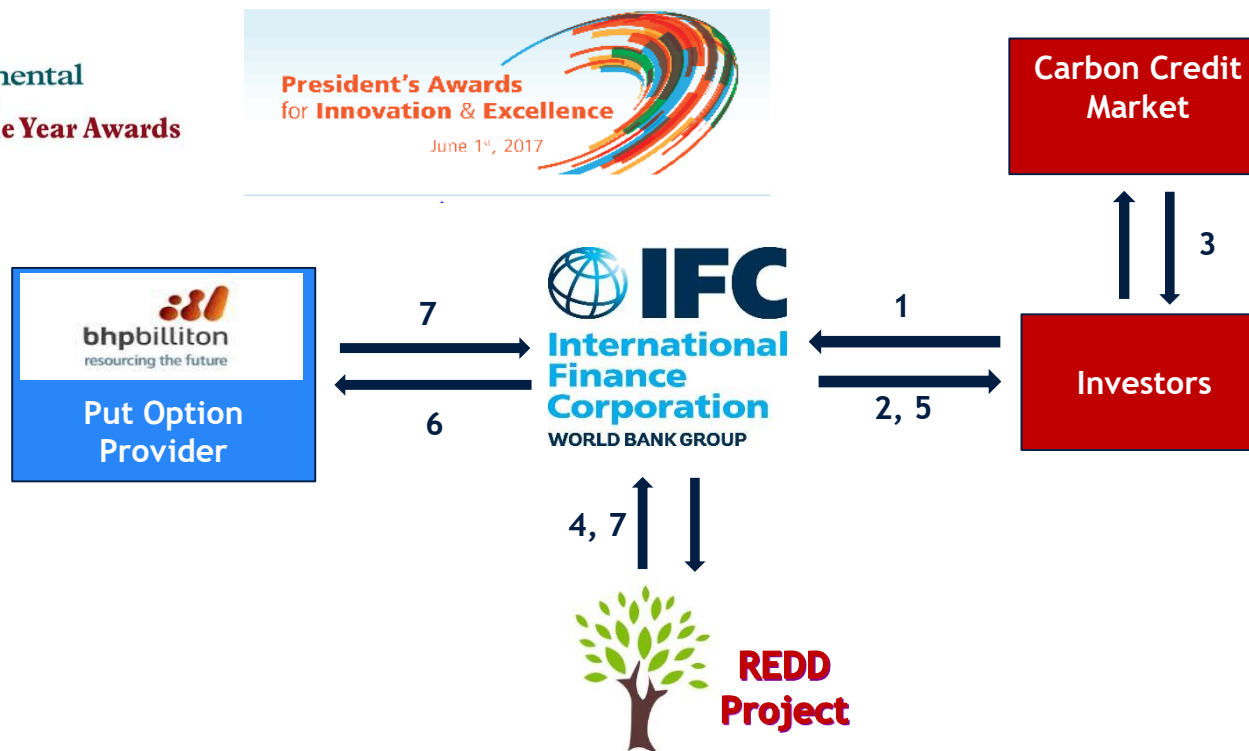 nental
e Year Awards
President's Awards
for Innovation & Excellence
June 1st, 2017
Carbon Credit
Market
3
bhpbilliton
resourcing the future
Put Option
Provider
7
6
IFC
International
Finance
Corporation
WORLD BANK GROUP
1
2, 5
Investors
4, 7
REDD
Project